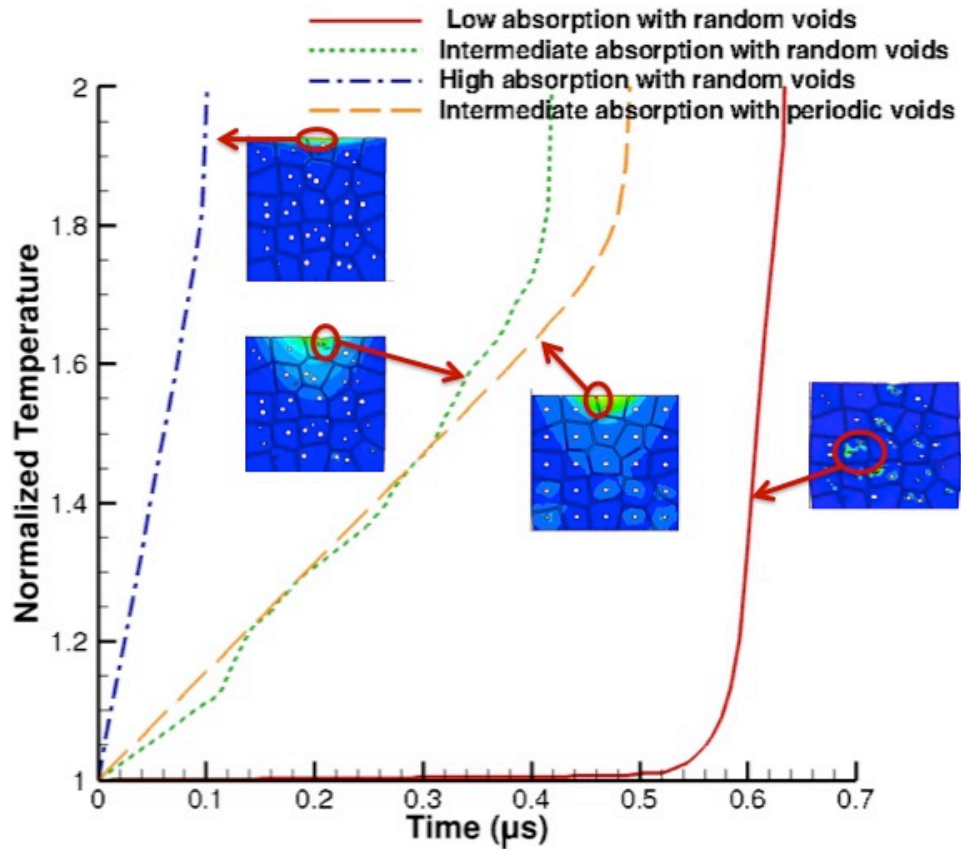 Low absorption with random voids
Intermediate absorption with random voids
High absorption with random voids
Intermediate absorption with periodic voids
2
1.8
1.6
1.4
1.2
1
Normalized Temperature
0
0.1
0.2
0.3
0.4
0.5
0.6
0.7
Time (μs)